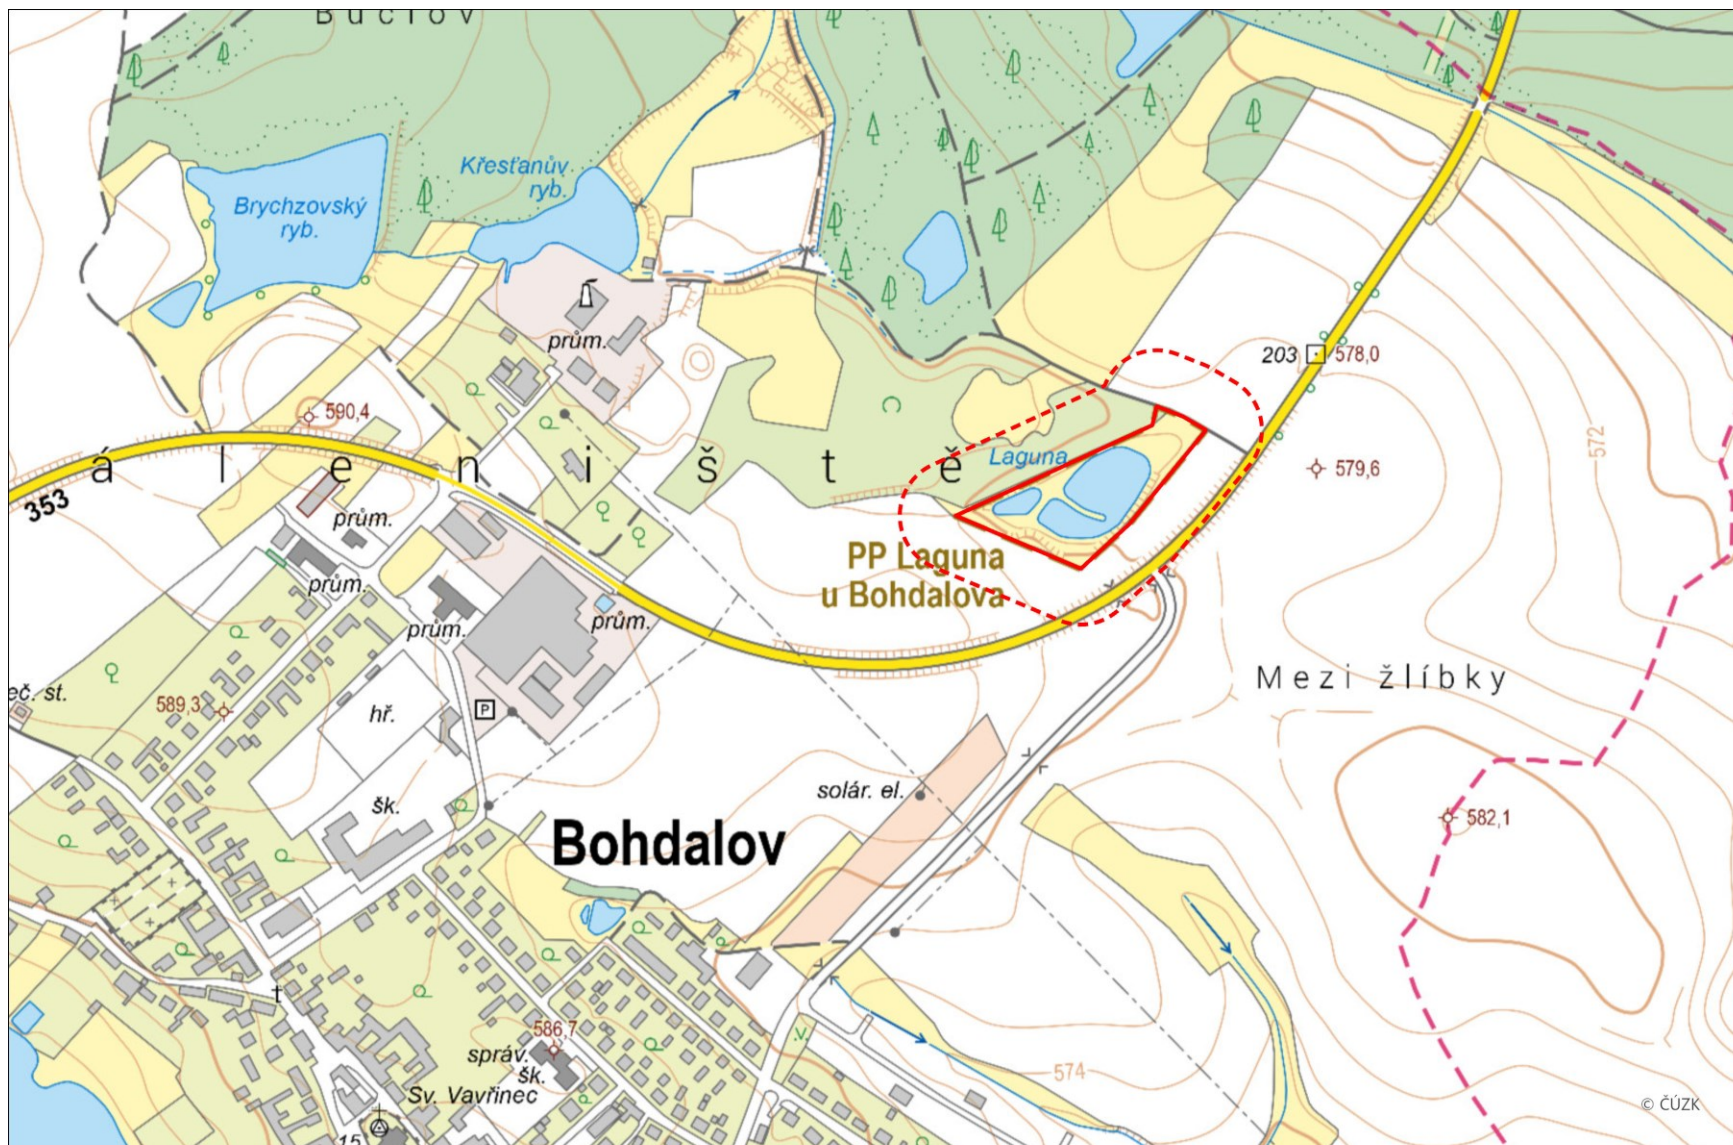 Buclov
Křesťanův
ryb.
Brychzovský
ryb.
prům.
203
578,0
590,4
572
á l e n i š t ě
Laguna
579,6
353
prům.
PP Laguna
u Bohdalova
prům.
prům.
prům.
Mezi žlíbky
eč. st.
589,3
hř.
P
solár. el.
šk.
582,1
Bohdalov
t
586,7
správ.
šk.
574
Sv. Vavřinec
15
© ČÚZK